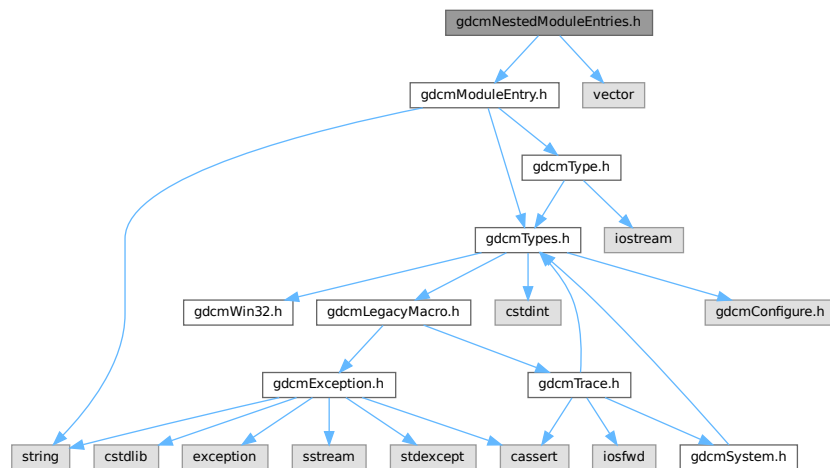 gdcmNestedModuleEntries.h
gdcmModuleEntry.h
vector
gdcmType.h
gdcmTypes.h
iostream
gdcmWin32.h
gdcmLegacyMacro.h
cstdint
gdcmConfigure.h
gdcmException.h
gdcmTrace.h
string
cstdlib
exception
sstream
stdexcept
cassert
iosfwd
gdcmSystem.h